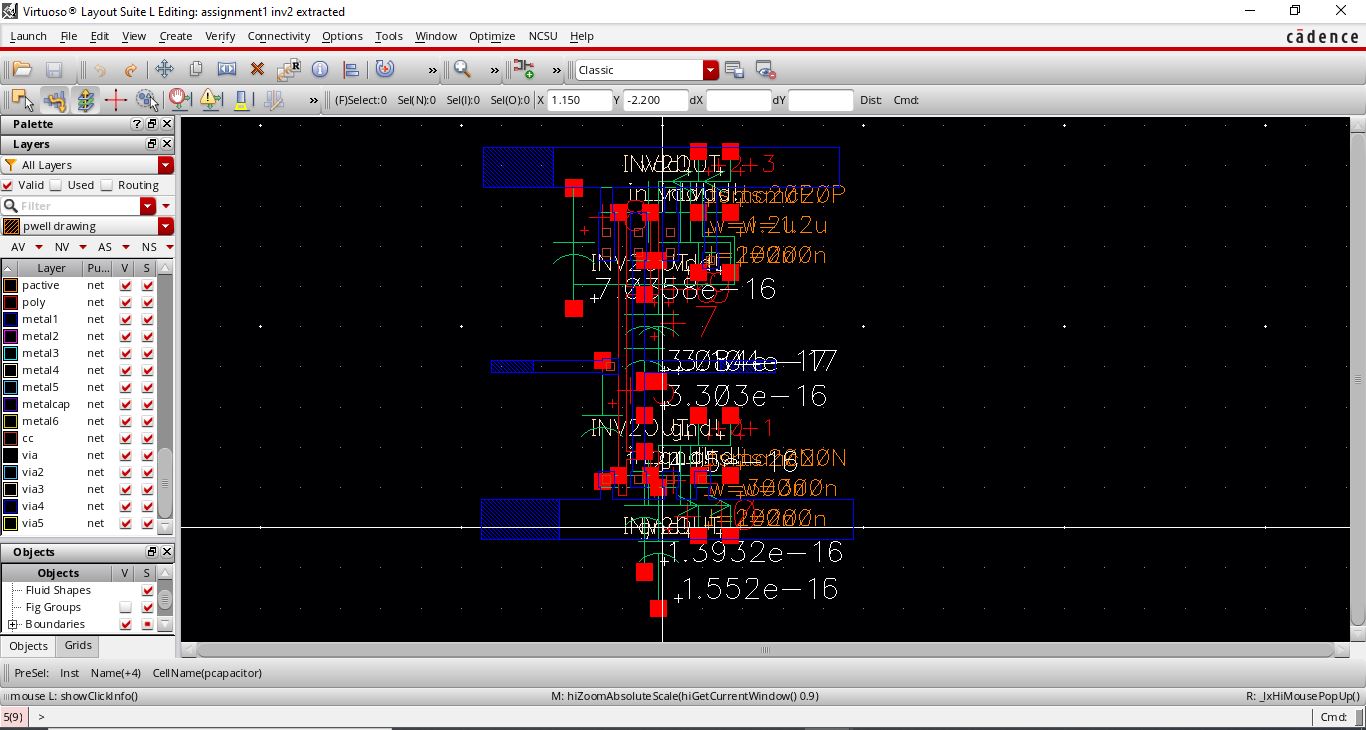 Virtuoso® Layout Suite L Editing: assignment1 inv2 extracted
Launch File Edit View Create Verify Connectivity Options Tools Window Optimize NCSU Help
cādence
» » » Classic
» (F)Select:0 Sel(N):0 Sel(I):0 Sel(O):0 X 1.150 Y -2.200 dX dY Dist: Cmd:
Palette
Layers
All Layers
Valid Used Routing
Filter
pwell drawing
AV NV AS NS
Layer Pu... V S
pactive net
poly net
metal1 net
metal2 net
metal3 net
metal4 net
metal5 net
metalcap net
metal6 net
cc net
via net
via2 net
via3 net
via4 net
via5 net
Objects
Objects V S
Fluid Shapes
Fig Groups
Boundaries
Objects Grids
7.0358e-16
3.303e-16
1.3932e-16
1.552e-16
PreSel: Inst Name(+4) CellName(pcapacitor)
mouse L: showClickInfo() M: hiZoomAbsoluteScale(hiGetCurrentWindow() 0.9) R: _lxHiMousePopUp()
5(9) > Cmd: